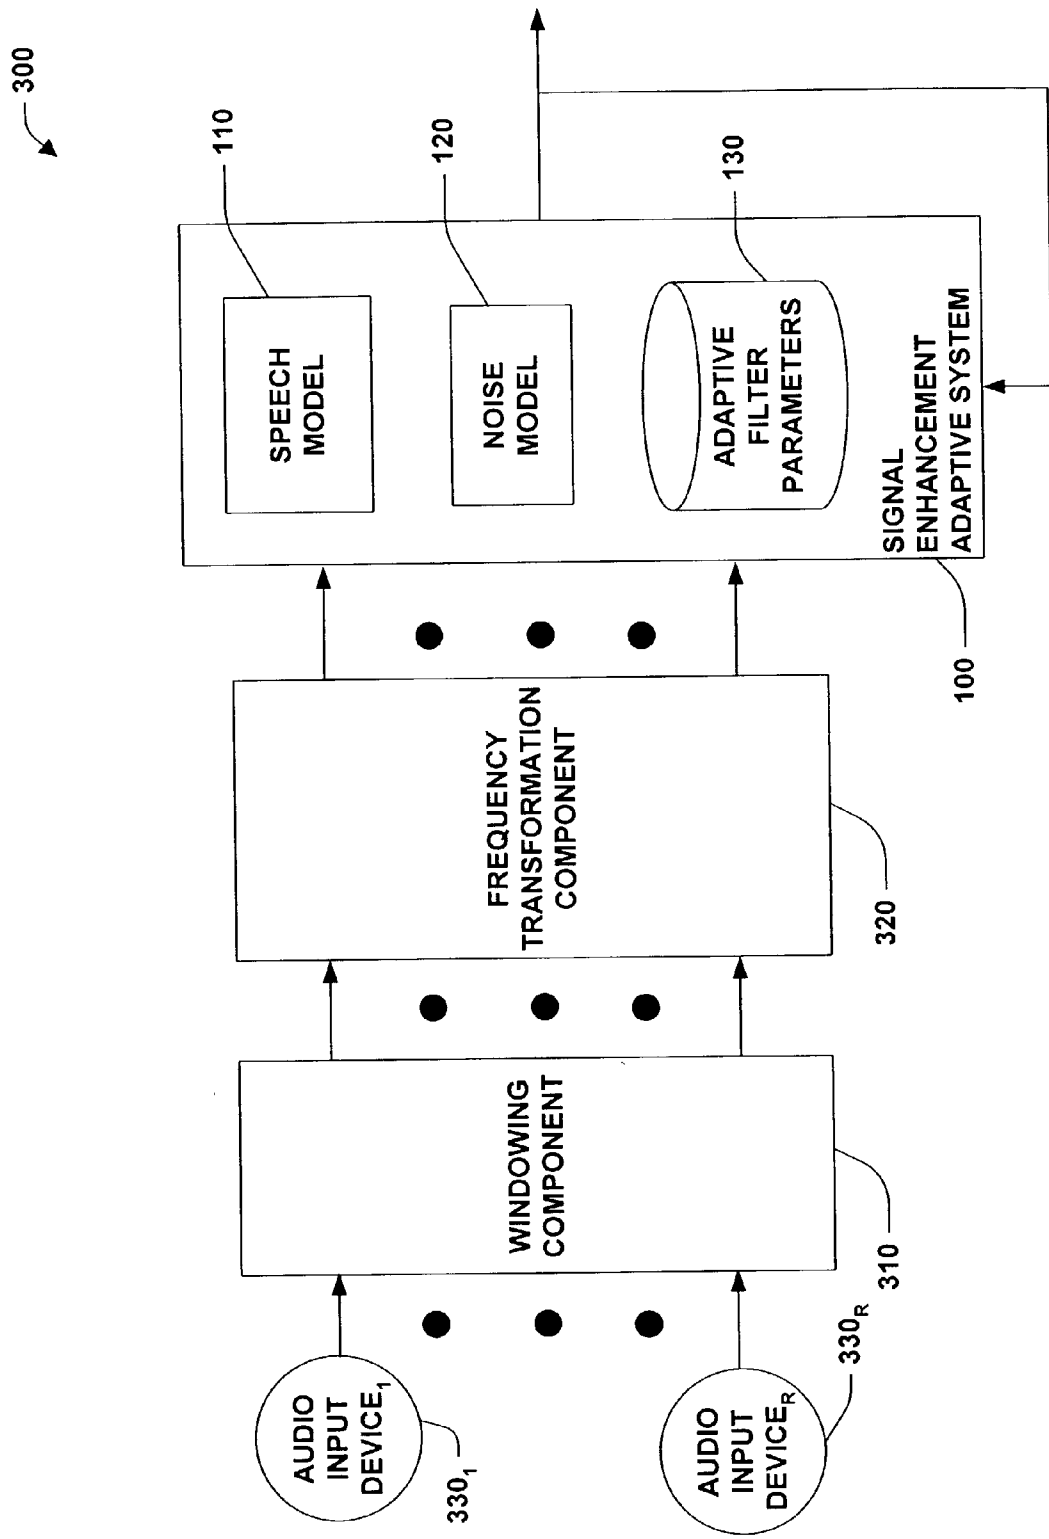 300
AUDIO
INPUT
DEVICE1
3301
AUDIO
INPUT
DEVICER
330R
WINDOWING
COMPONENT
310
FREQUENCY
TRANSFORMATION
COMPONENT
320
SPEECH
MODEL
110
NOISE
MODEL
120
ADAPTIVE
FILTER
PARAMETERS
130
SIGNAL
ENHANCEMENT
ADAPTIVE SYSTEM
100